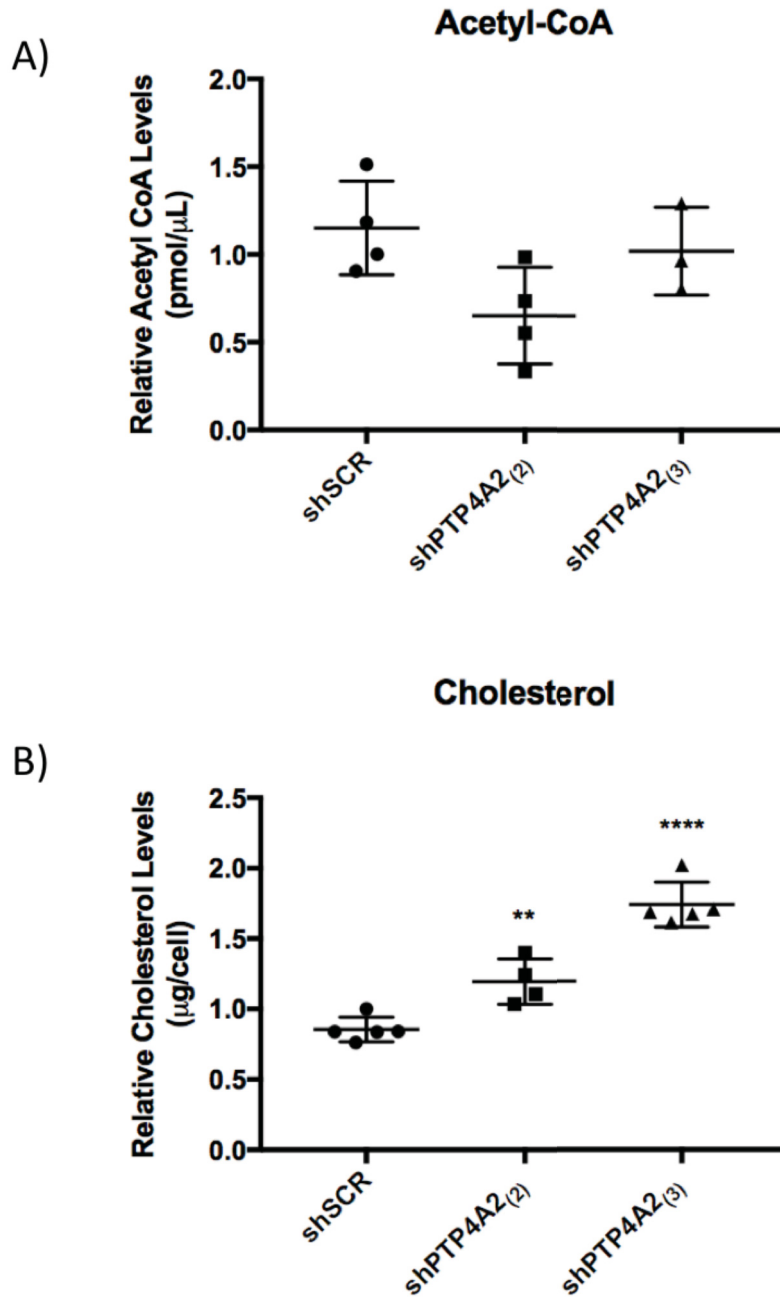 A)
Acetyl-CoA
Relative Acetyl CoA Levels
(pmol/μL)
2.0
1.5
1.0
0.5
0.0
shSCR
shPTP4A2(2)
shPTP4A2(3)
B)
Cholesterol
Relative Cholesterol Levels
(μg/cell)
2.5
2.0
1.5
1.0
0.5
0.0
**
****
shSCR
shPTP4A2(2)
shPTP4A2(3)